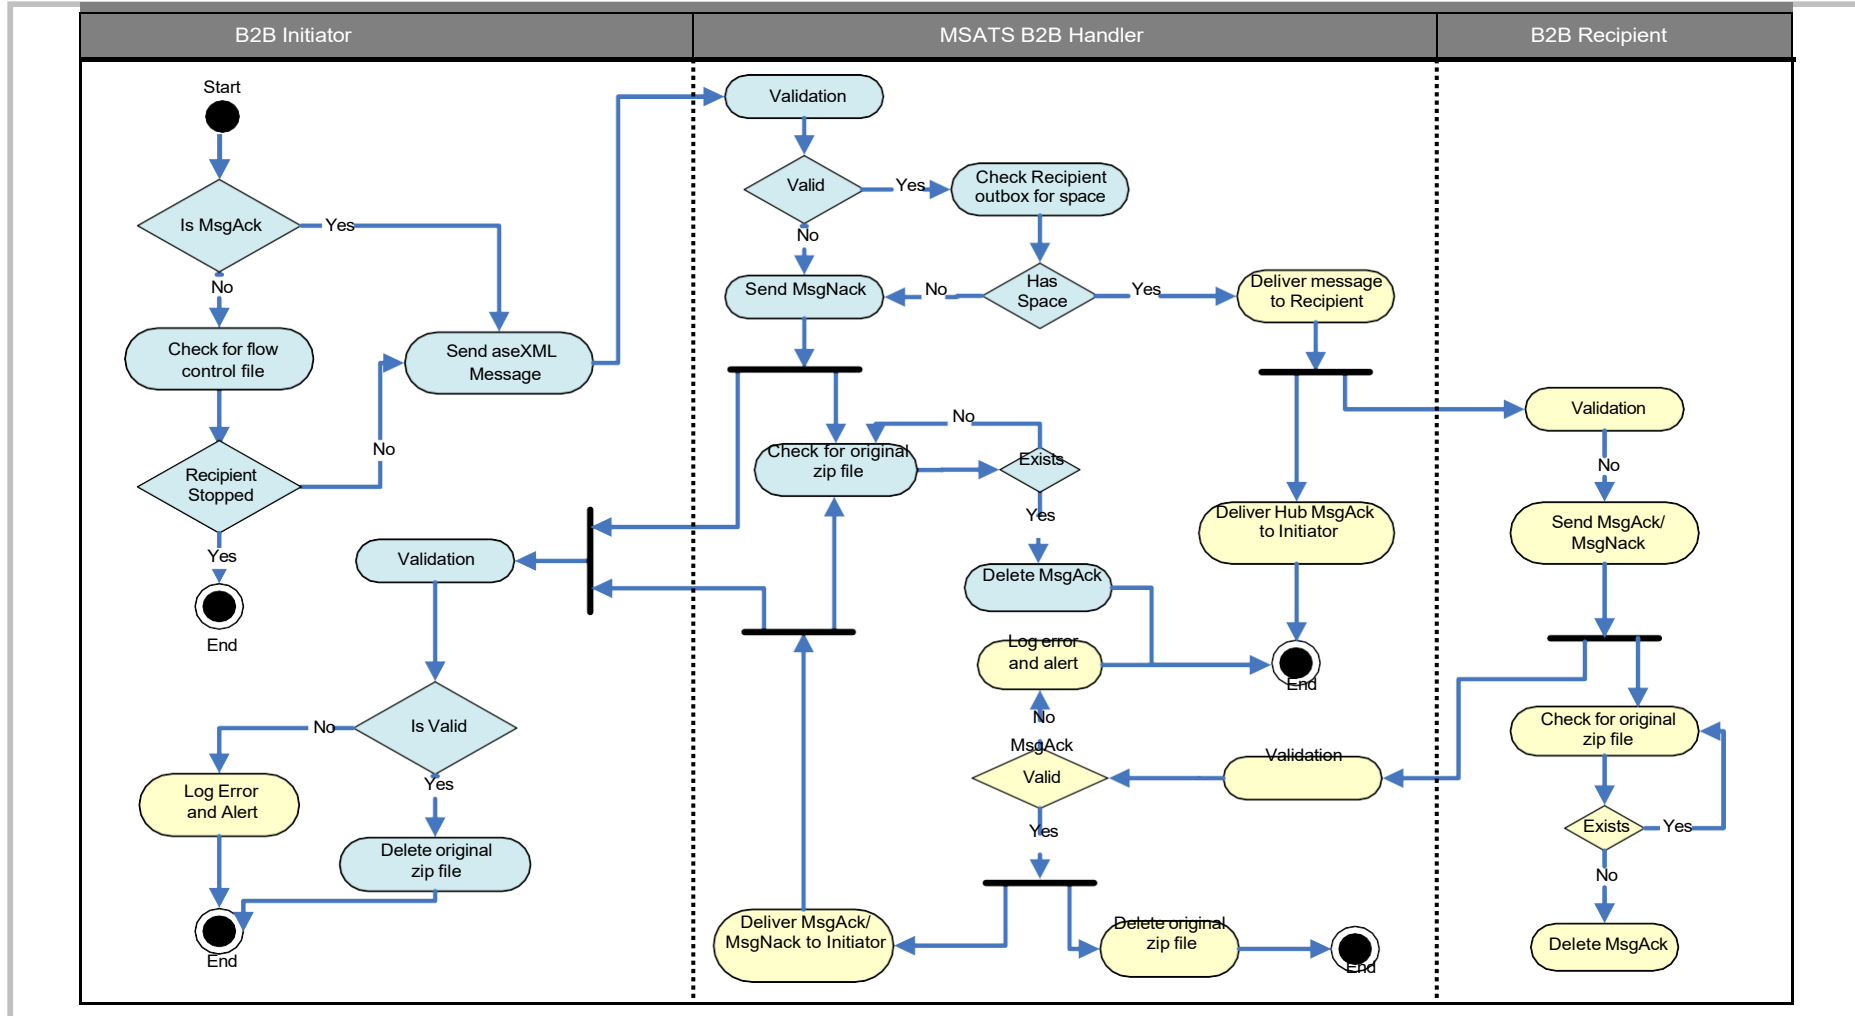 B2B Initiator
MSATS B2B Handler
B2B Recipient
Start
Is MsgAck
Yes
No
Check for flow
control file
Recipient
Stopped
No
Yes
End
Send aseXML
Message
Validation
Is Valid
No
Yes
Log Error
and Alert
Delete original
zip file
End
Validation
Valid
Yes
No
Check Recipient
outbox for space
Has
Space
No
Yes
Send MsgNack
Deliver message
to Recipient
Check for original
zip file
No
Exists
Yes
Delete MsgAck
Deliver Hub MsgAck
to Initiator
Log error
and alert
End
No
MsgAck
Valid
Validation
Yes
Deliver MsgAck/
MsgNack to Initiator
Delete original
zip file
End
Validation
No
Send MsgAck/
MsgNack
Check for original
zip file
Exists
Yes
No
Delete MsgAck